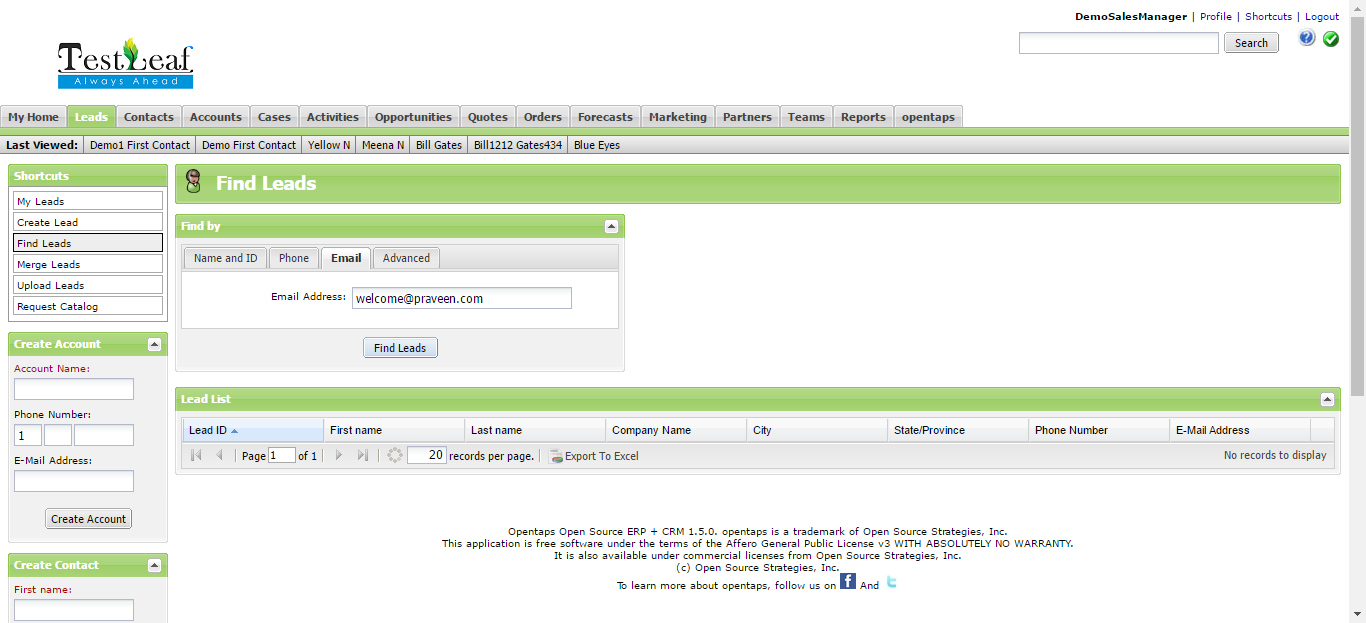 DemoSalesManager | Profile | Shortcuts | Logout
Search
TestLeaf
Always Ahead
My Home Leads Contacts Accounts Cases Activities Opportunities Quotes Orders Forecasts Marketing Partners Teams Reports opentaps
Last Viewed: Demo1 First Contact Demo First Contact Yellow N Meena N Bill Gates Bill1212 Gates434 Blue Eyes
Shortcuts
My Leads
Create Lead
Find Leads
Merge Leads
Upload Leads
Request Catalog
Create Account
Account Name:
Phone Number:
1
E-Mail Address:
Create Account
Create Contact
First name:
Find Leads
Find by
Name and ID Phone Email Advanced
Email Address: welcome@praveen.com
Find Leads
Lead List
Lead ID First name Last name Company Name City State/Province Phone Number E-Mail Address
Page 1 of 1 20 records per page. Export To Excel No records to display
Opentaps Open Source ERP + CRM 1.5.0. opentaps is a trademark of Open Source Strategies, Inc.
This application is free software under the terms of the Affero General Public License v3 WITH ABSOLUTELY NO WARRANTY.
It is also available under commercial licenses from Open Source Strategies, Inc.
(c) Open Source Strategies, Inc.
To learn more about opentaps, follow us on f And t